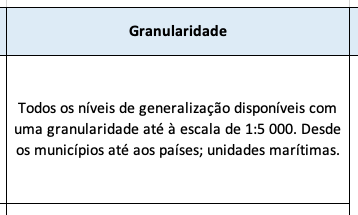 Granularidade
Todos os níveis de generalização disponíveis com
uma granularidade até à escala de 1:5 000. Desde
os municípios até aos países; unidades marítimas.